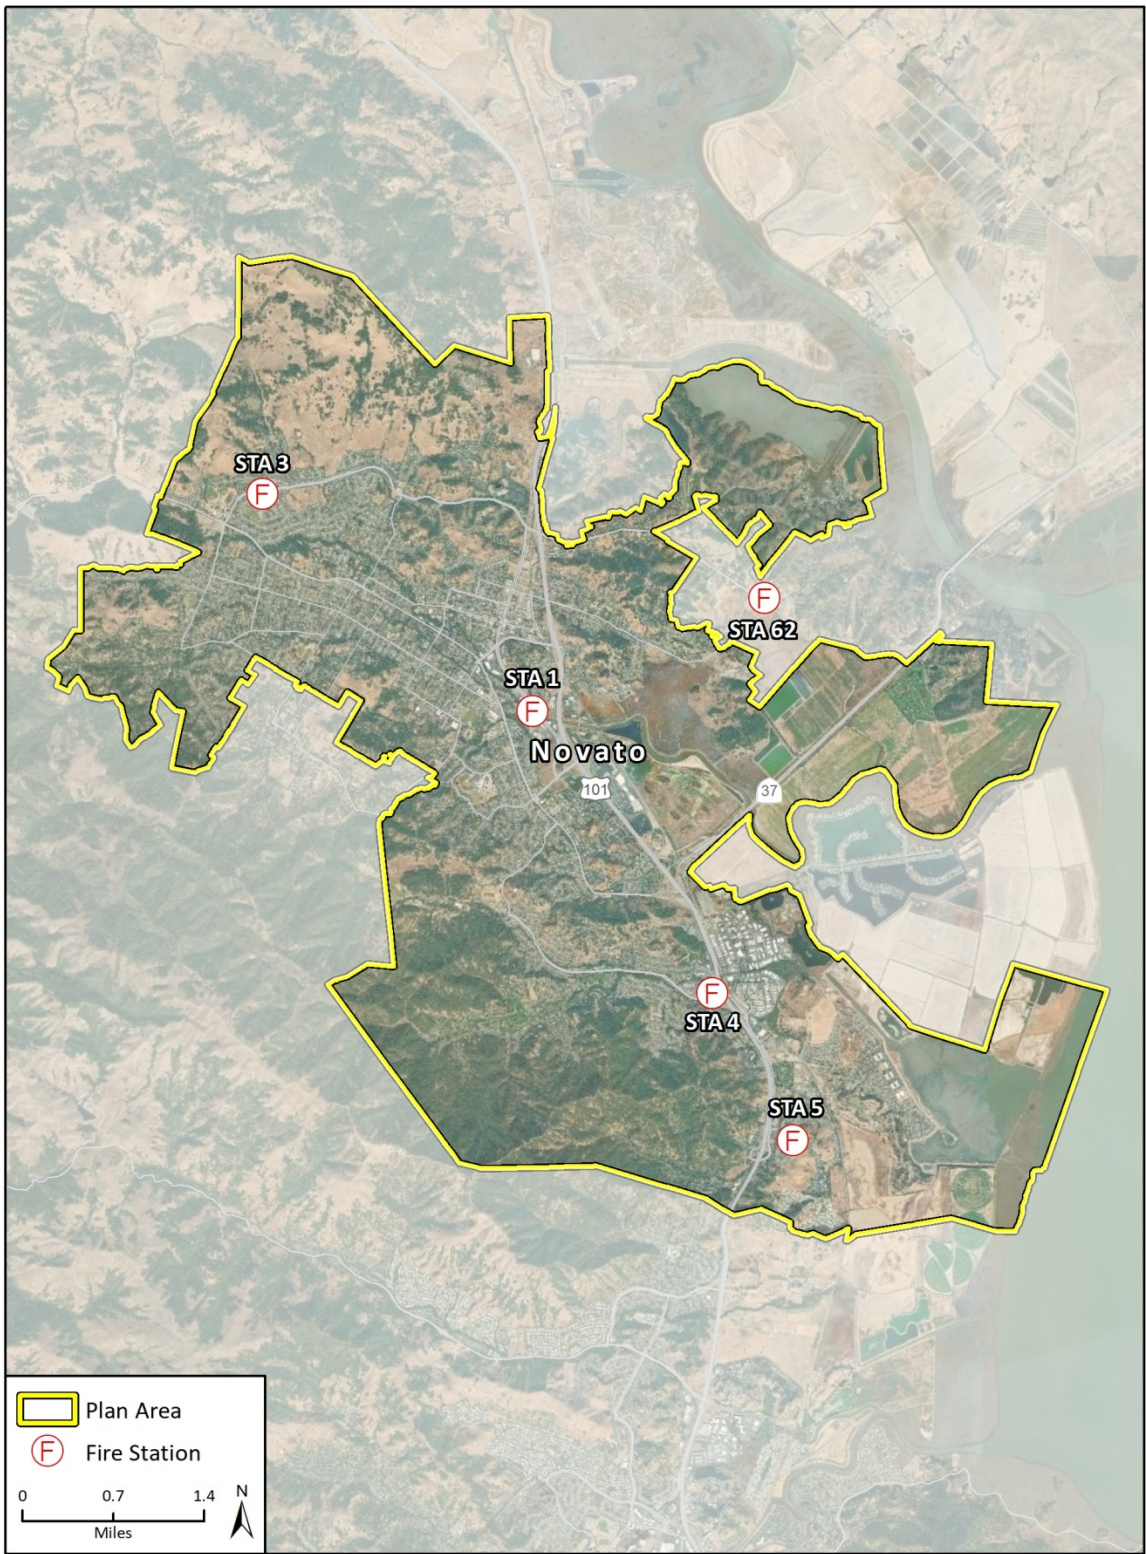 STA 3
F
F
STA 62
STA 1
F
Novato
101
37
F
STA 4
STA 5
F
Plan Area
F Fire Station
0 0.7 1.4
Miles
N